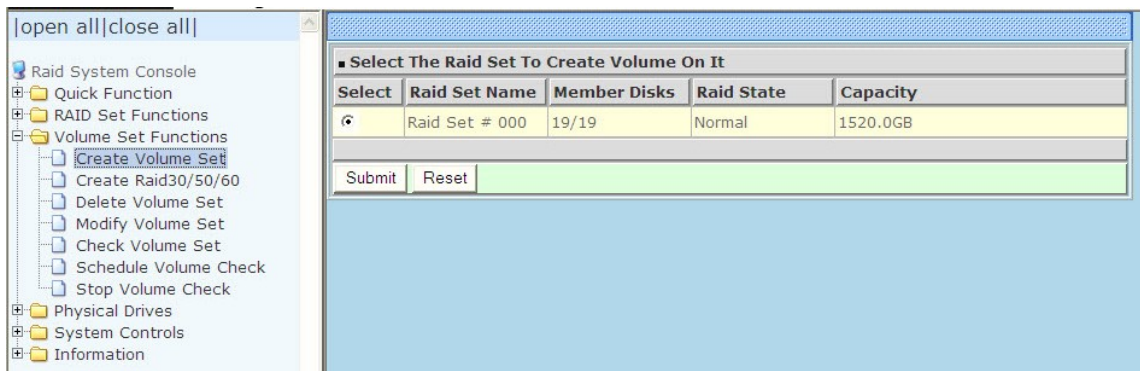 |open all|close all|
Raid System Console
Quick Function
RAID Set Functions
Volume Set Functions
Create Volume Set
Create Raid30/50/60
Delete Volume Set
Modify Volume Set
Check Volume Set
Schedule Volume Check
Stop Volume Check
Physical Drives
System Controls
Information
Select The Raid Set To Create Volume On It
Select Raid Set Name Member Disks Raid State Capacity
Raid Set # 000 19/19 Normal 1520.0GB
Submit Reset